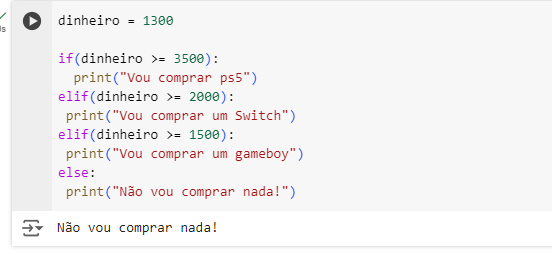 dinheiro = 1300
if(dinheiro >= 3500):
print("Vou comprar ps5")
elif(dinheiro >= 2000):
print("Vou comprar um Switch")
elif(dinheiro >= 1500):
print("Vou comprar um gameboy")
else:
print("Não vou comprar nada!")
Não vou comprar nada!